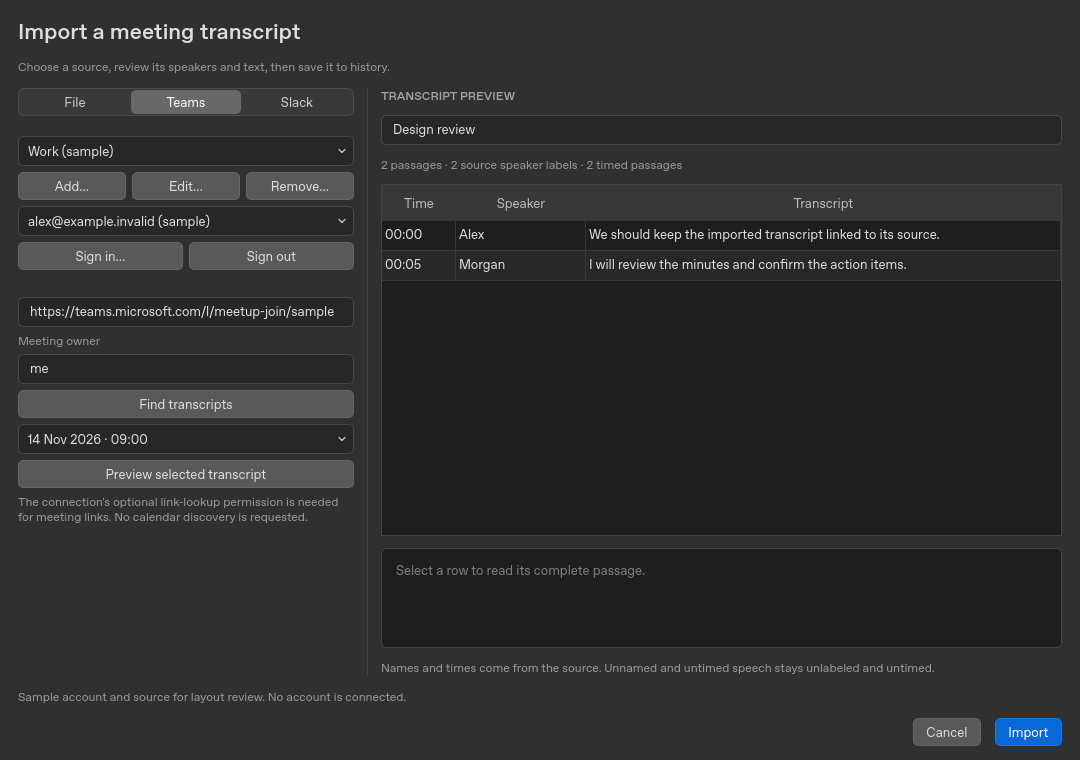 Import a meeting transcript
Choose a source, review its speakers and text, then save it to history.
File
Teams
Slack
Work (sample)
Add...
Edit...
Remove...
alex@example.invalid (sample)
Sign in...
Sign out
https://teams.microsoft.com/l/meetup-join/sample
Meeting owner
me
Find transcripts
14 Nov 2026 · 09:00
Preview selected transcript
The connection's optional link-lookup permission is needed
for meeting links. No calendar discovery is requested.
TRANSCRIPT PREVIEW
Design review
2 passages · 2 source speaker labels · 2 timed passages
Time Speaker Transcript
00:00 Alex We should keep the imported transcript linked to its source.
00:05 Morgan I will review the minutes and confirm the action items.
Select a row to read its complete passage.
Names and times come from the source. Unnamed and untimed speech stays unlabeled and untimed.
Sample account and source for layout review. No account is connected.
Cancel
Import